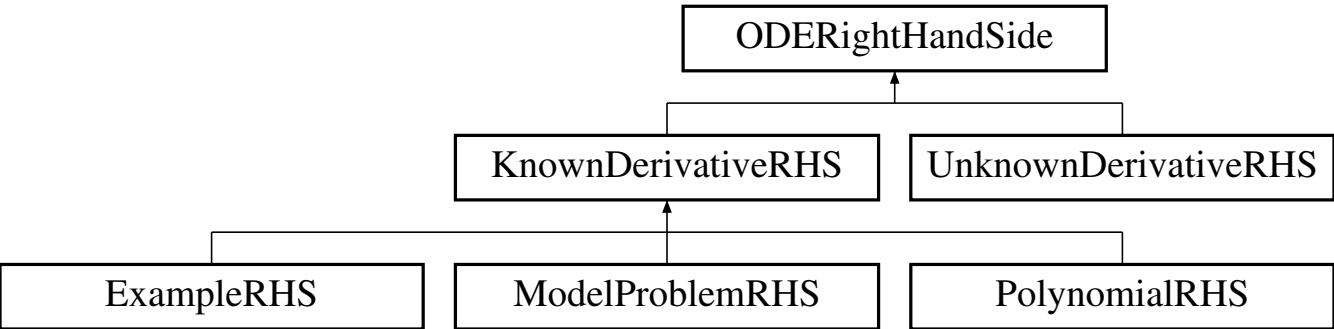 ODERightHandSide
KnownDerivativeRHS
UnknownDerivativeRHS
ExampleRHS
ModelProblemRHS
PolynomialRHS